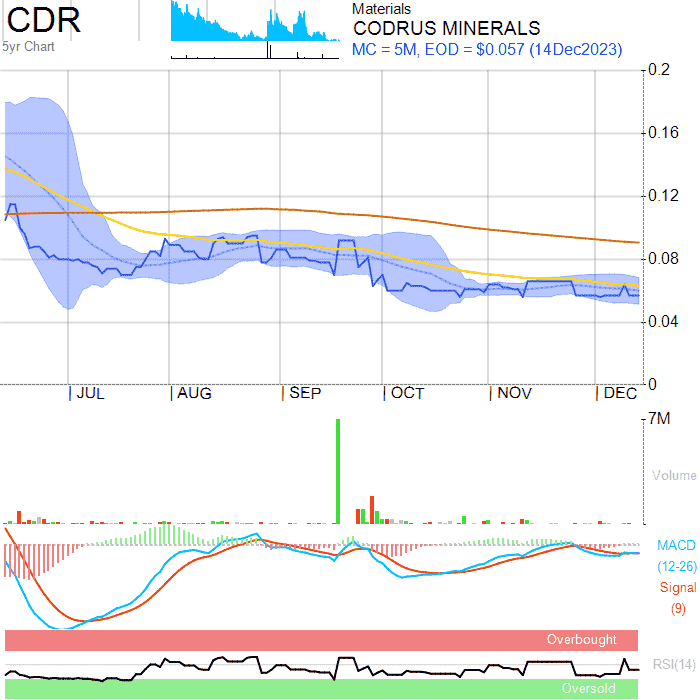 CDR
5yr Chart
Materials
CODRUS MINERALS
MC = 5M, EOD = $0.057 (14Dec2023)
0.2
0.16
0.12
0.08
0.04
0
JUL AUG SEP OCT NOV DEC
7M
Volume
MACD
(12-26)
Signal
(9)
Overbought
RSI(14)
Oversold